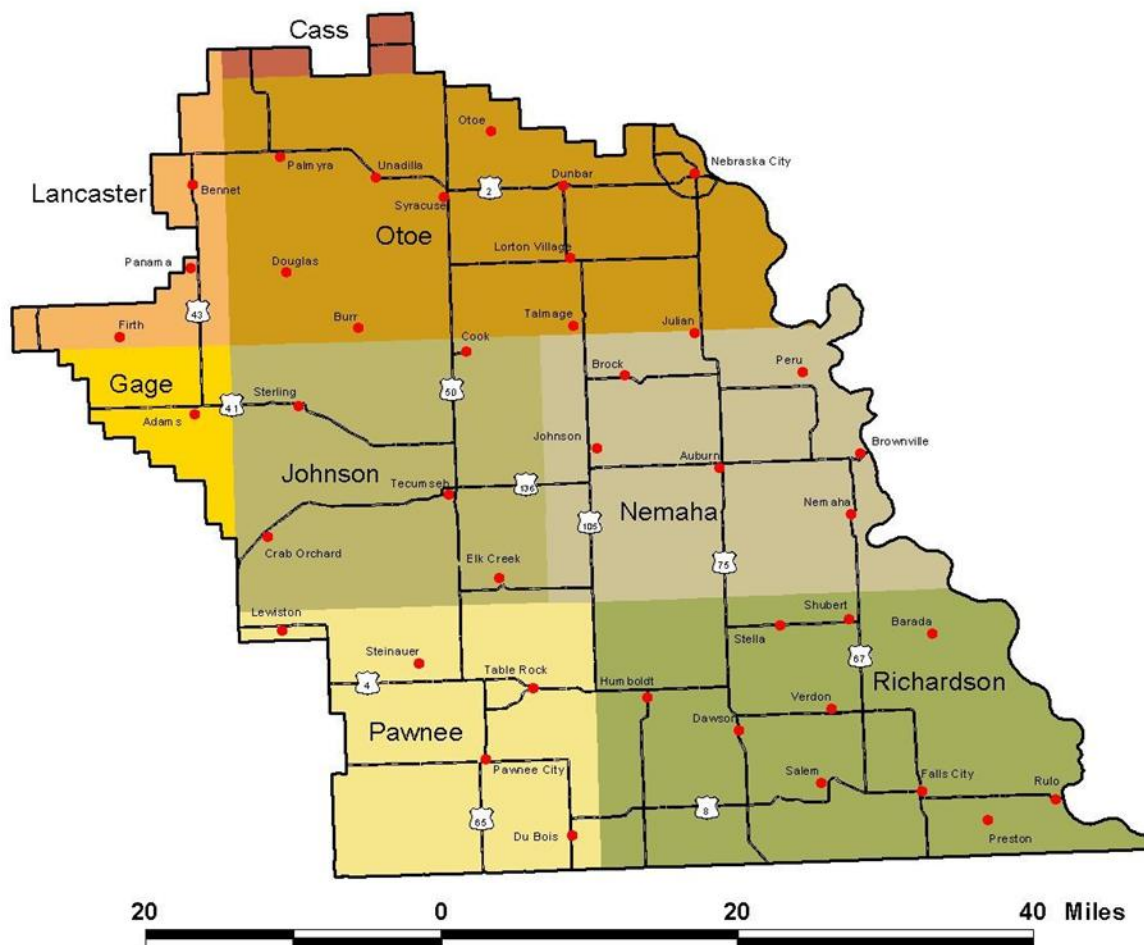 Cass
Otoe
Nebraska City
Palmyra
Unadilla
Dunbar
Lancaster
Bennet
2
Syracuse
Otoe
Lorton Village
Panama
Douglas
43
Talmage
Julian
Firth
Burr
Cook
Brock
Peru
Gage
Sterling
50
41
Adams
Johnson
Brownville
Johnson
Auburn
Tecumseh
136
Nemaha
Nemaha
105
Crab Orchard
Elk Creek
75
Lewiston
Shubert
Barada
Stella
Steinauer
67
4
Table Rock
Humboldt
Richardson
Verdon
Dawson
Pawnee
Pawnee City
Salem
Falls City
Rulo
65
8
Du Bois
Preston
20 0 20 40 Miles